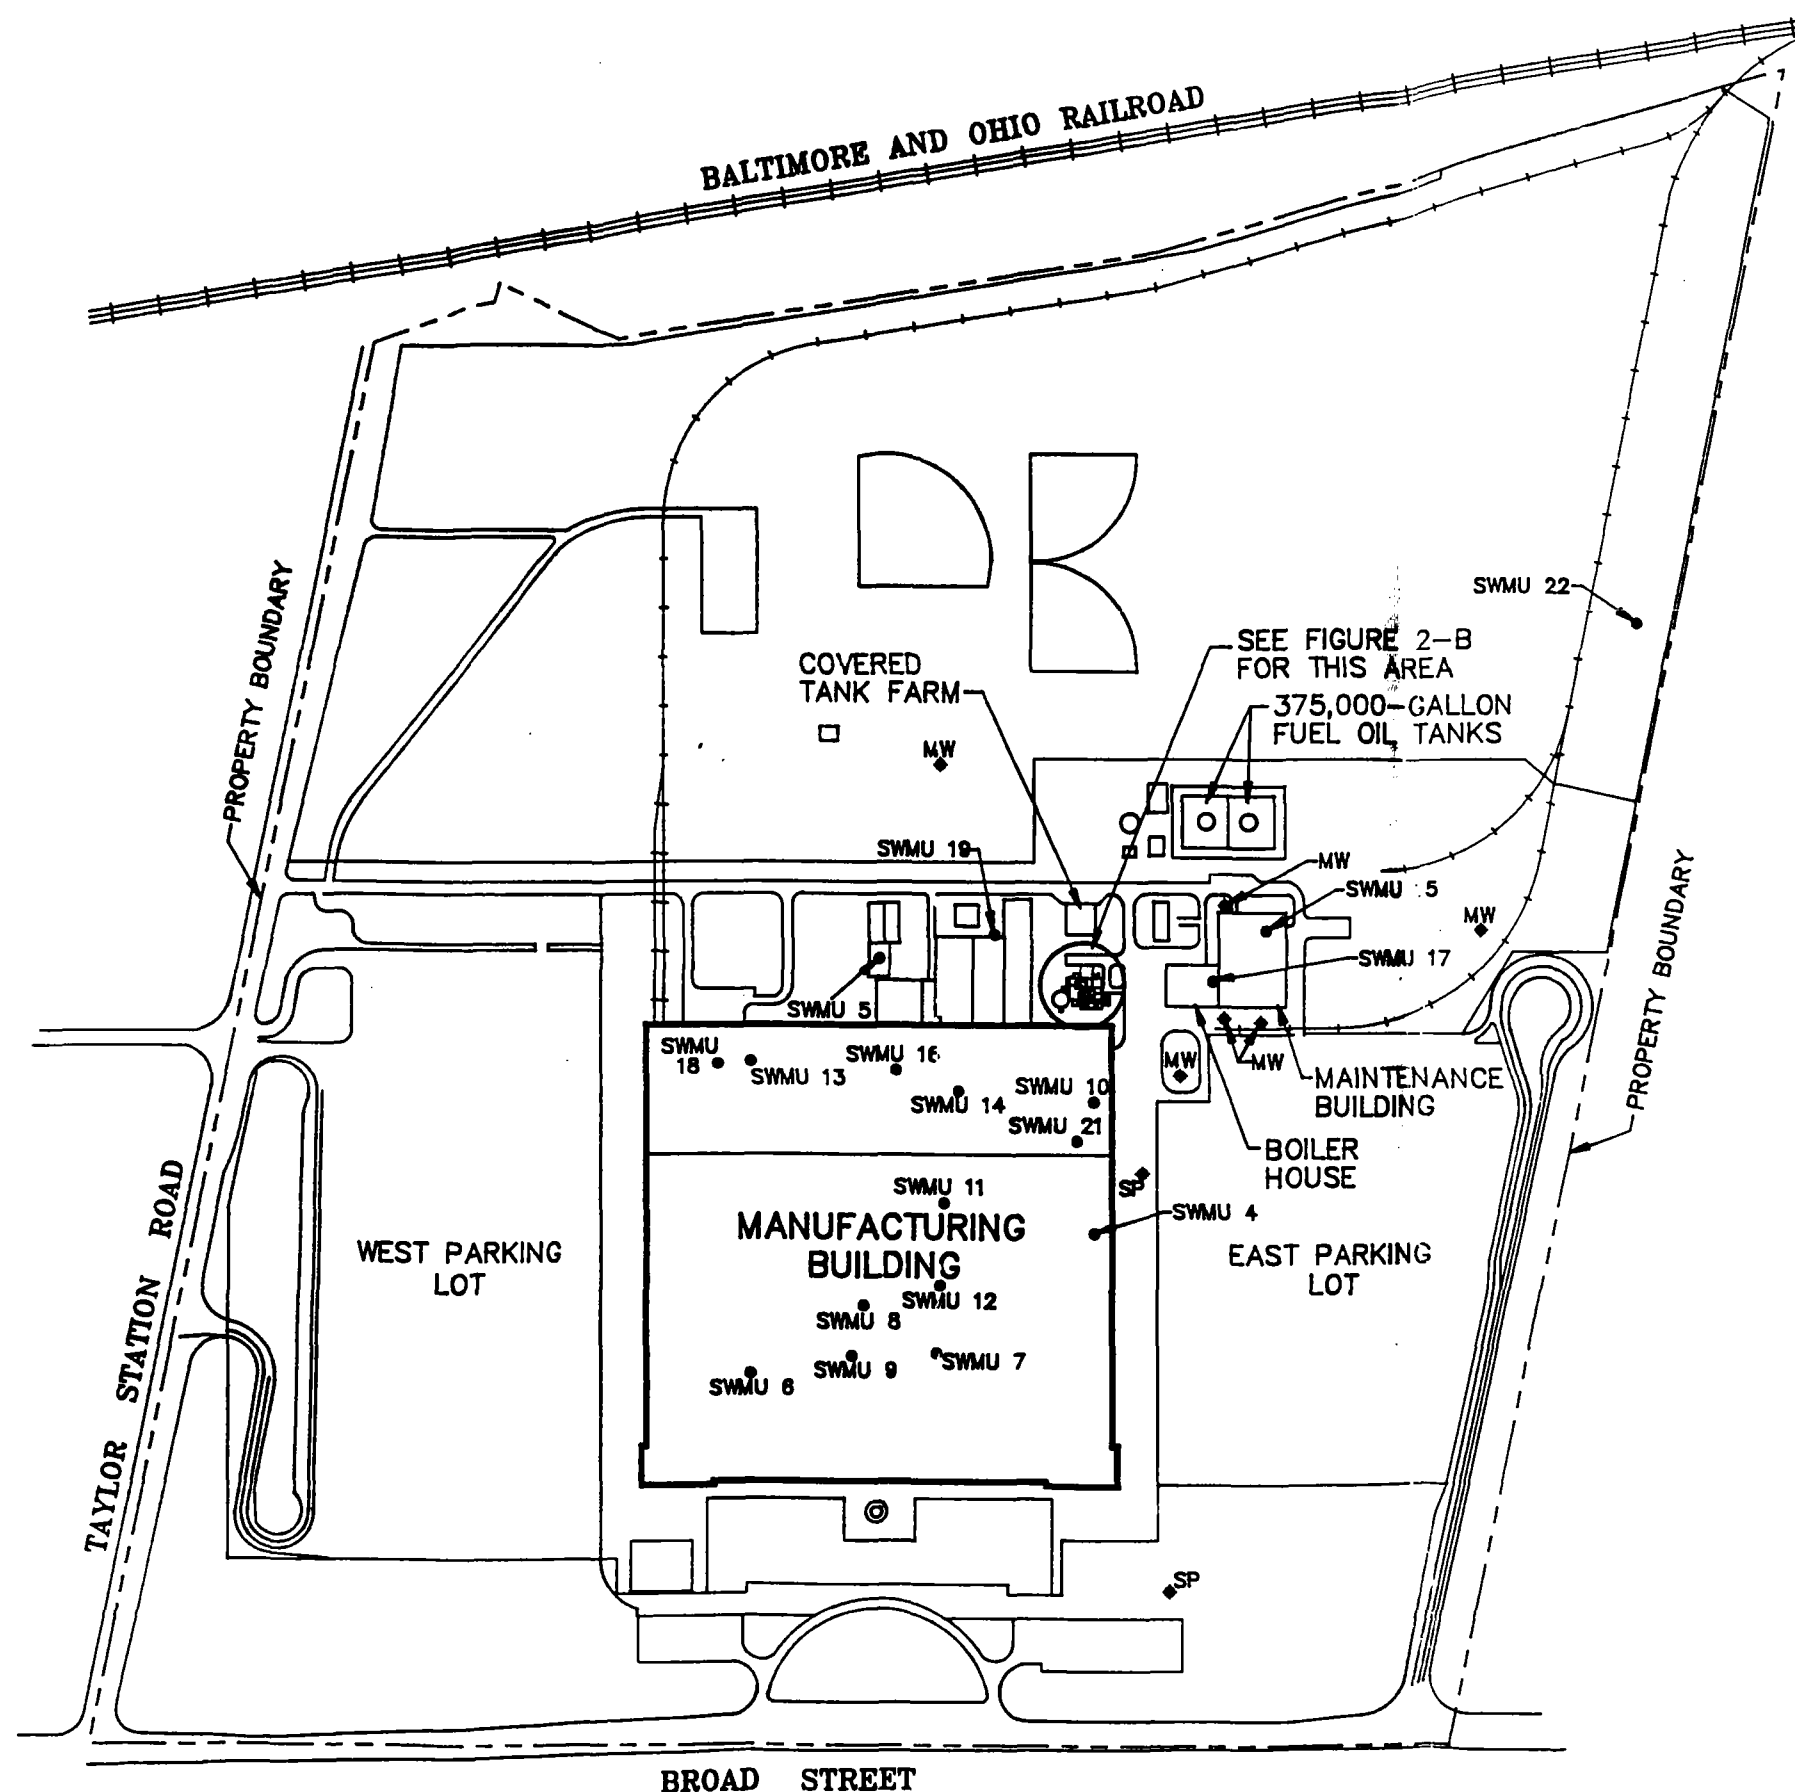 BALTIMORE AND OHIO RAILROAD
PROPERTY BOUNDARY
SWMU 22
SEE FIGURE 2-B
FOR THIS AREA
COVERED
TANK FARM
375,000-GALLON
FUEL OIL TANKS
MW
SWMU 19
MW
SWMU 5
MW
SWMU 17
PROPERTY BOUNDARY
SWMU 5
SWMU
18
SWMU 13
SWMU 16
SWMU 14
SWMU 10
SWMU 21
MW
MW
MAINTENANCE
BUILDING
BOILER
HOUSE
SP
SWMU 11
SWMU 4
MANUFACTURING
BUILDING
WEST PARKING
LOT
EAST PARKING
LOT
SWMU 12
SWMU 8
SWMU 9
SWMU 7
SWMU 6
TAYLOR STATION ROAD
SP
BROAD STREET